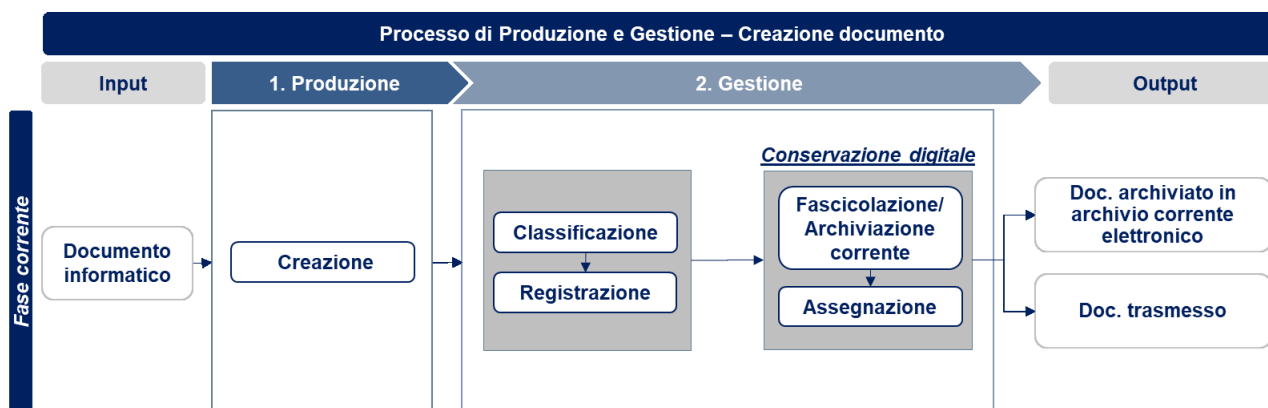 Processo di Produzione e Gestione – Creazione documento
Input
1. Produzione
2. Gestione
Output
Fase corrente
Documento
informatico
Creazione
Classificazione
Registrazione
Conservazione digitale
Fascicolazione/
Archiviazione
corrente
Assegnazione
Doc. archiviato in
archivio corrente
elettronico
Doc. trasmesso